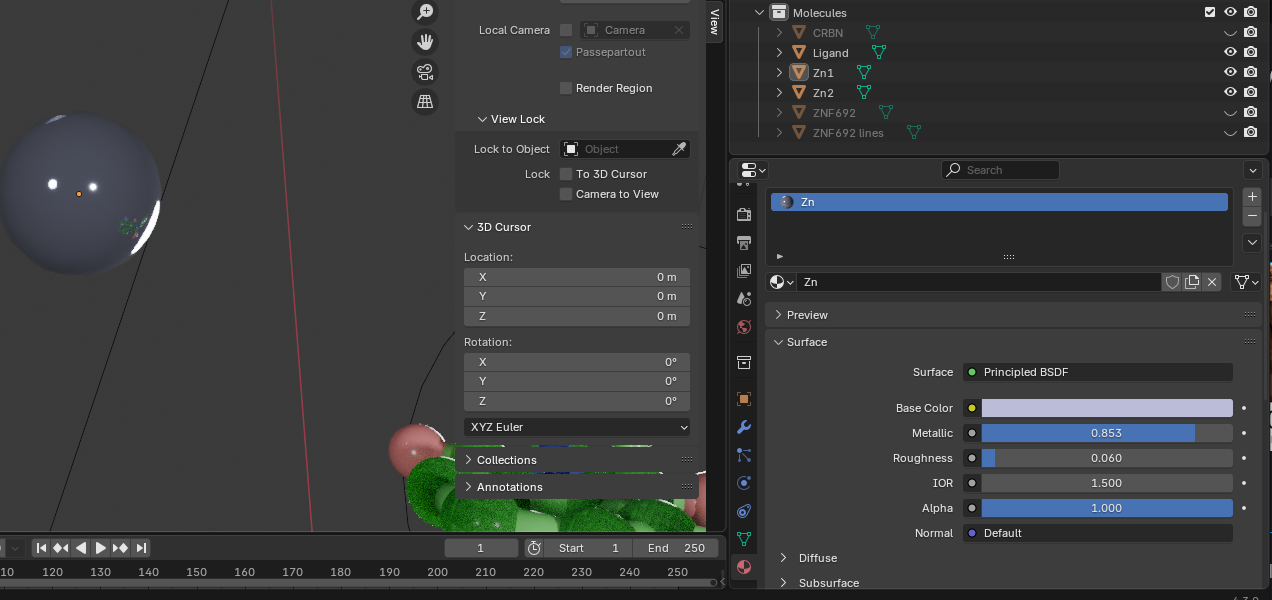 View
Local Camera
Camera
Passepartout
Render Region
View Lock
Lock to Object
Object
Lock
To 3D Cursor
Camera to View
3D Cursor
Location:
X 0 m
Y 0 m
Z 0 m
Rotation:
X 0°
Y 0°
Z 0°
XYZ Euler
Collections
Annotations
1
Start 1
End 250
10 120 130 140 150 160 170 180 190 200 210 220 230 240 250
Molecules
CRBN
Ligand
Zn1
Zn2
ZNF692
ZNF692 lines
Search
Zn
Zn
Preview
Surface
Surface
Principled BSDF
Base Color
Metallic 0.853
Roughness 0.060
IOR 1.500
Alpha 1.000
Normal Default
Diffuse
Subsurface